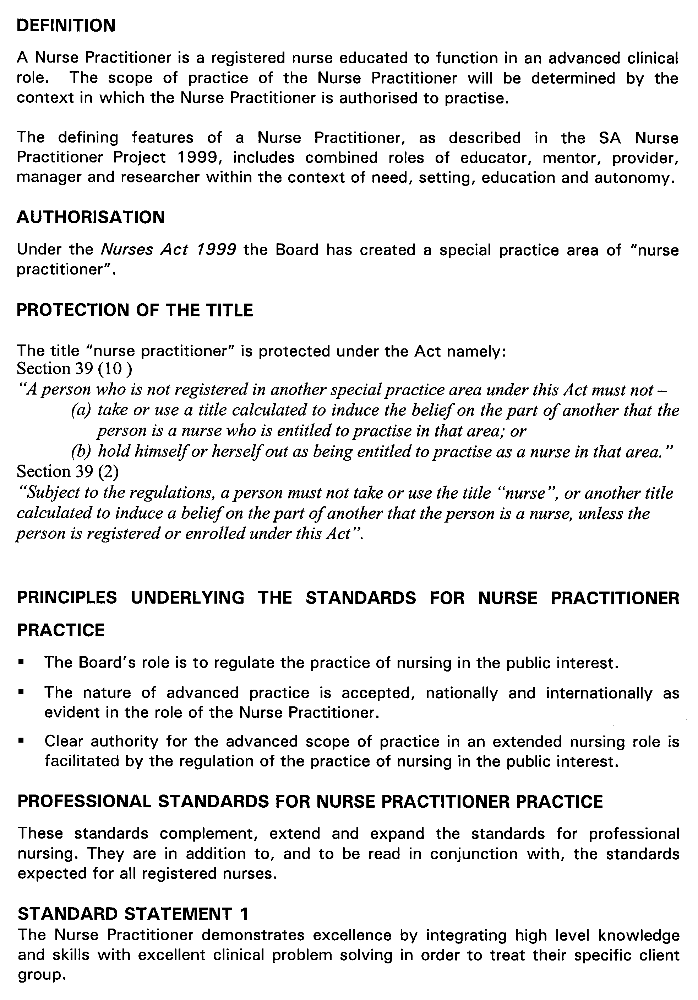 DEFINITION
A Nurse Practitioner is a registered nurse educated to function in an advanced clinical
role. The scope of practice of the Nurse Practitioner will be determined by the
context in which the Nurse Practitioner is authorised to practise.
The defining features of a Nurse Practitioner, as described in the SA Nurse
Practitioner Project 1999, includes combined roles of educator, mentor, provider,
manager and researcher within the context of need, setting, education and autonomy.
AUTHORISATION
Under the Nurses Act 1999 the Board has created a special practice area of "nurse
practitioner".
PROTECTION OF THE TITLE
The title "nurse practitioner" is protected under the Act namely:
Section 39 (10 )
“A person who is not registered in another special practice area under this Act must not –
(a) take or use a title calculated to induce the belief on the part of another that the
person is a nurse who is entitled to practise in that area; or
(b) hold himself or herself out as being entitled to practise as a nurse in that area.”
Section 39 (2)
“Subject to the regulations, a person must not take or use the title “nurse”, or another title
calculated to induce a belief on the part of another that the person is a nurse, unless the
person is registered or enrolled under this Act”.
PRINCIPLES UNDERLYING THE STANDARDS FOR NURSE PRACTITIONER
PRACTICE
▪ The Board's role is to regulate the practice of nursing in the public interest.
▪ The nature of advanced practice is accepted, nationally and internationally as
evident in the role of the Nurse Practitioner.
▪ Clear authority for the advanced scope of practice in an extended nursing role is
facilitated by the regulation of the practice of nursing in the public interest.
PROFESSIONAL STANDARDS FOR NURSE PRACTITIONER PRACTICE
These standards complement, extend and expand the standards for professional
nursing. They are in addition to, and to be read in conjunction with, the standards
expected for all registered nurses.
STANDARD STATEMENT 1
The Nurse Practitioner demonstrates excellence by integrating high level knowledge
and skills with excellent clinical problem solving in order to treat their specific client
group.